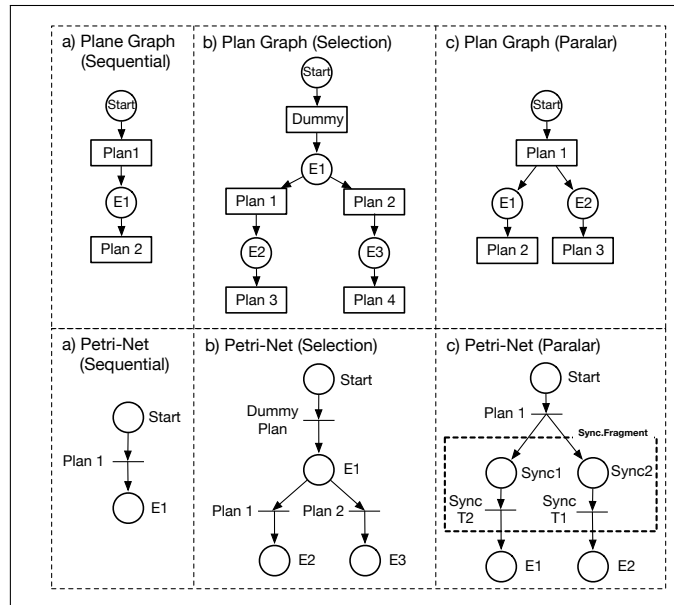 a) Plane Graph
(Sequential)
Start
Plan1
E1
Plan 2
b) Plan Graph (Selection)
Start
Dummy
E1
Plan 1
Plan 2
E2
E3
Plan 3
Plan 4
c) Plan Graph (Paralar)
Start
Plan 1
E1
E2
Plan 2
Plan 3
a) Petri-Net
(Sequential)
Start
Plan 1
E1
b) Petri-Net (Selection)
Start
Dummy
Plan
E1
Plan 1
Plan 2
E2
E3
c) Petri-Net (Paralar)
Start
Plan 1
Sync.Fragment
Sync1
Sync2
Sync
T2
Sync
T1
E1
E2